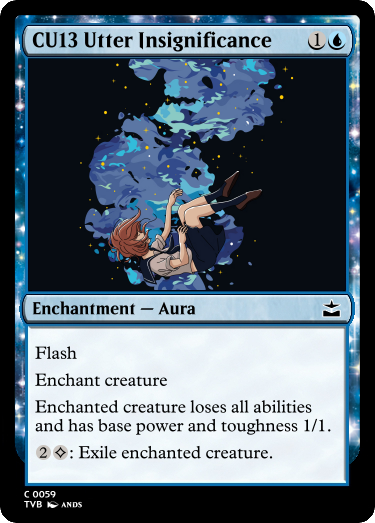 CU13 Utter Insignificance 1
Enchantment — Aura
Flash
Enchant creature
Enchanted creature loses all abilities
and has base power and toughness 1/1.
2: Exile enchanted creature.
C 0059
TVB ANDS